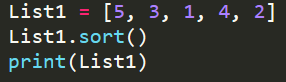 List1 = [5, 3, 1, 4, 2]
List1.sort()
print(List1)